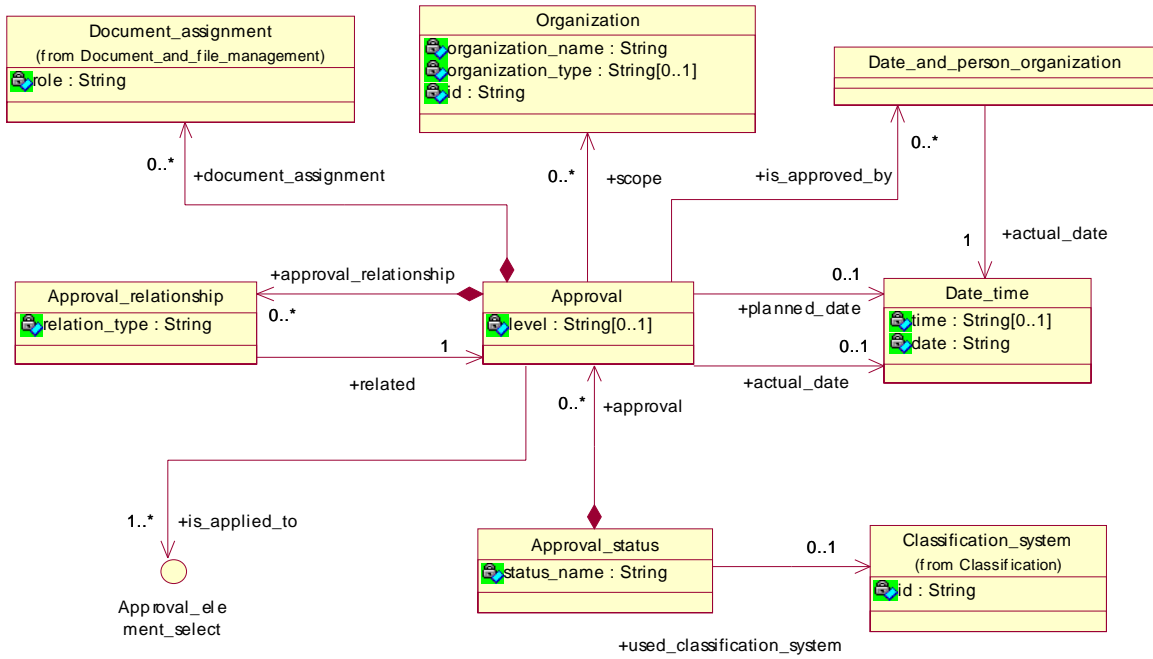 Document_assignment
(from Document_and_file_management)
role : String
Organization
organization_name : String
organization_type : String[0..1]
id : String
Date_and_person_organization
0..*
+document_assignment
0..*
+scope
+is_approved_by
0..*
1
+actual_date
+approval_relationship
0..*
Approval_relationship
relation_type : String
1
+related
Approval
level : String[0..1]
0..1
+planned_date
0..1
+actual_date
Date_time
time : String[0..1]
date : String
0..*
+approval
1..*
+is_applied_to
Approval_ele
ment_select
Approval_status
status_name : String
0..1
+used_classification_system
Classification_system
(from Classification)
id : String